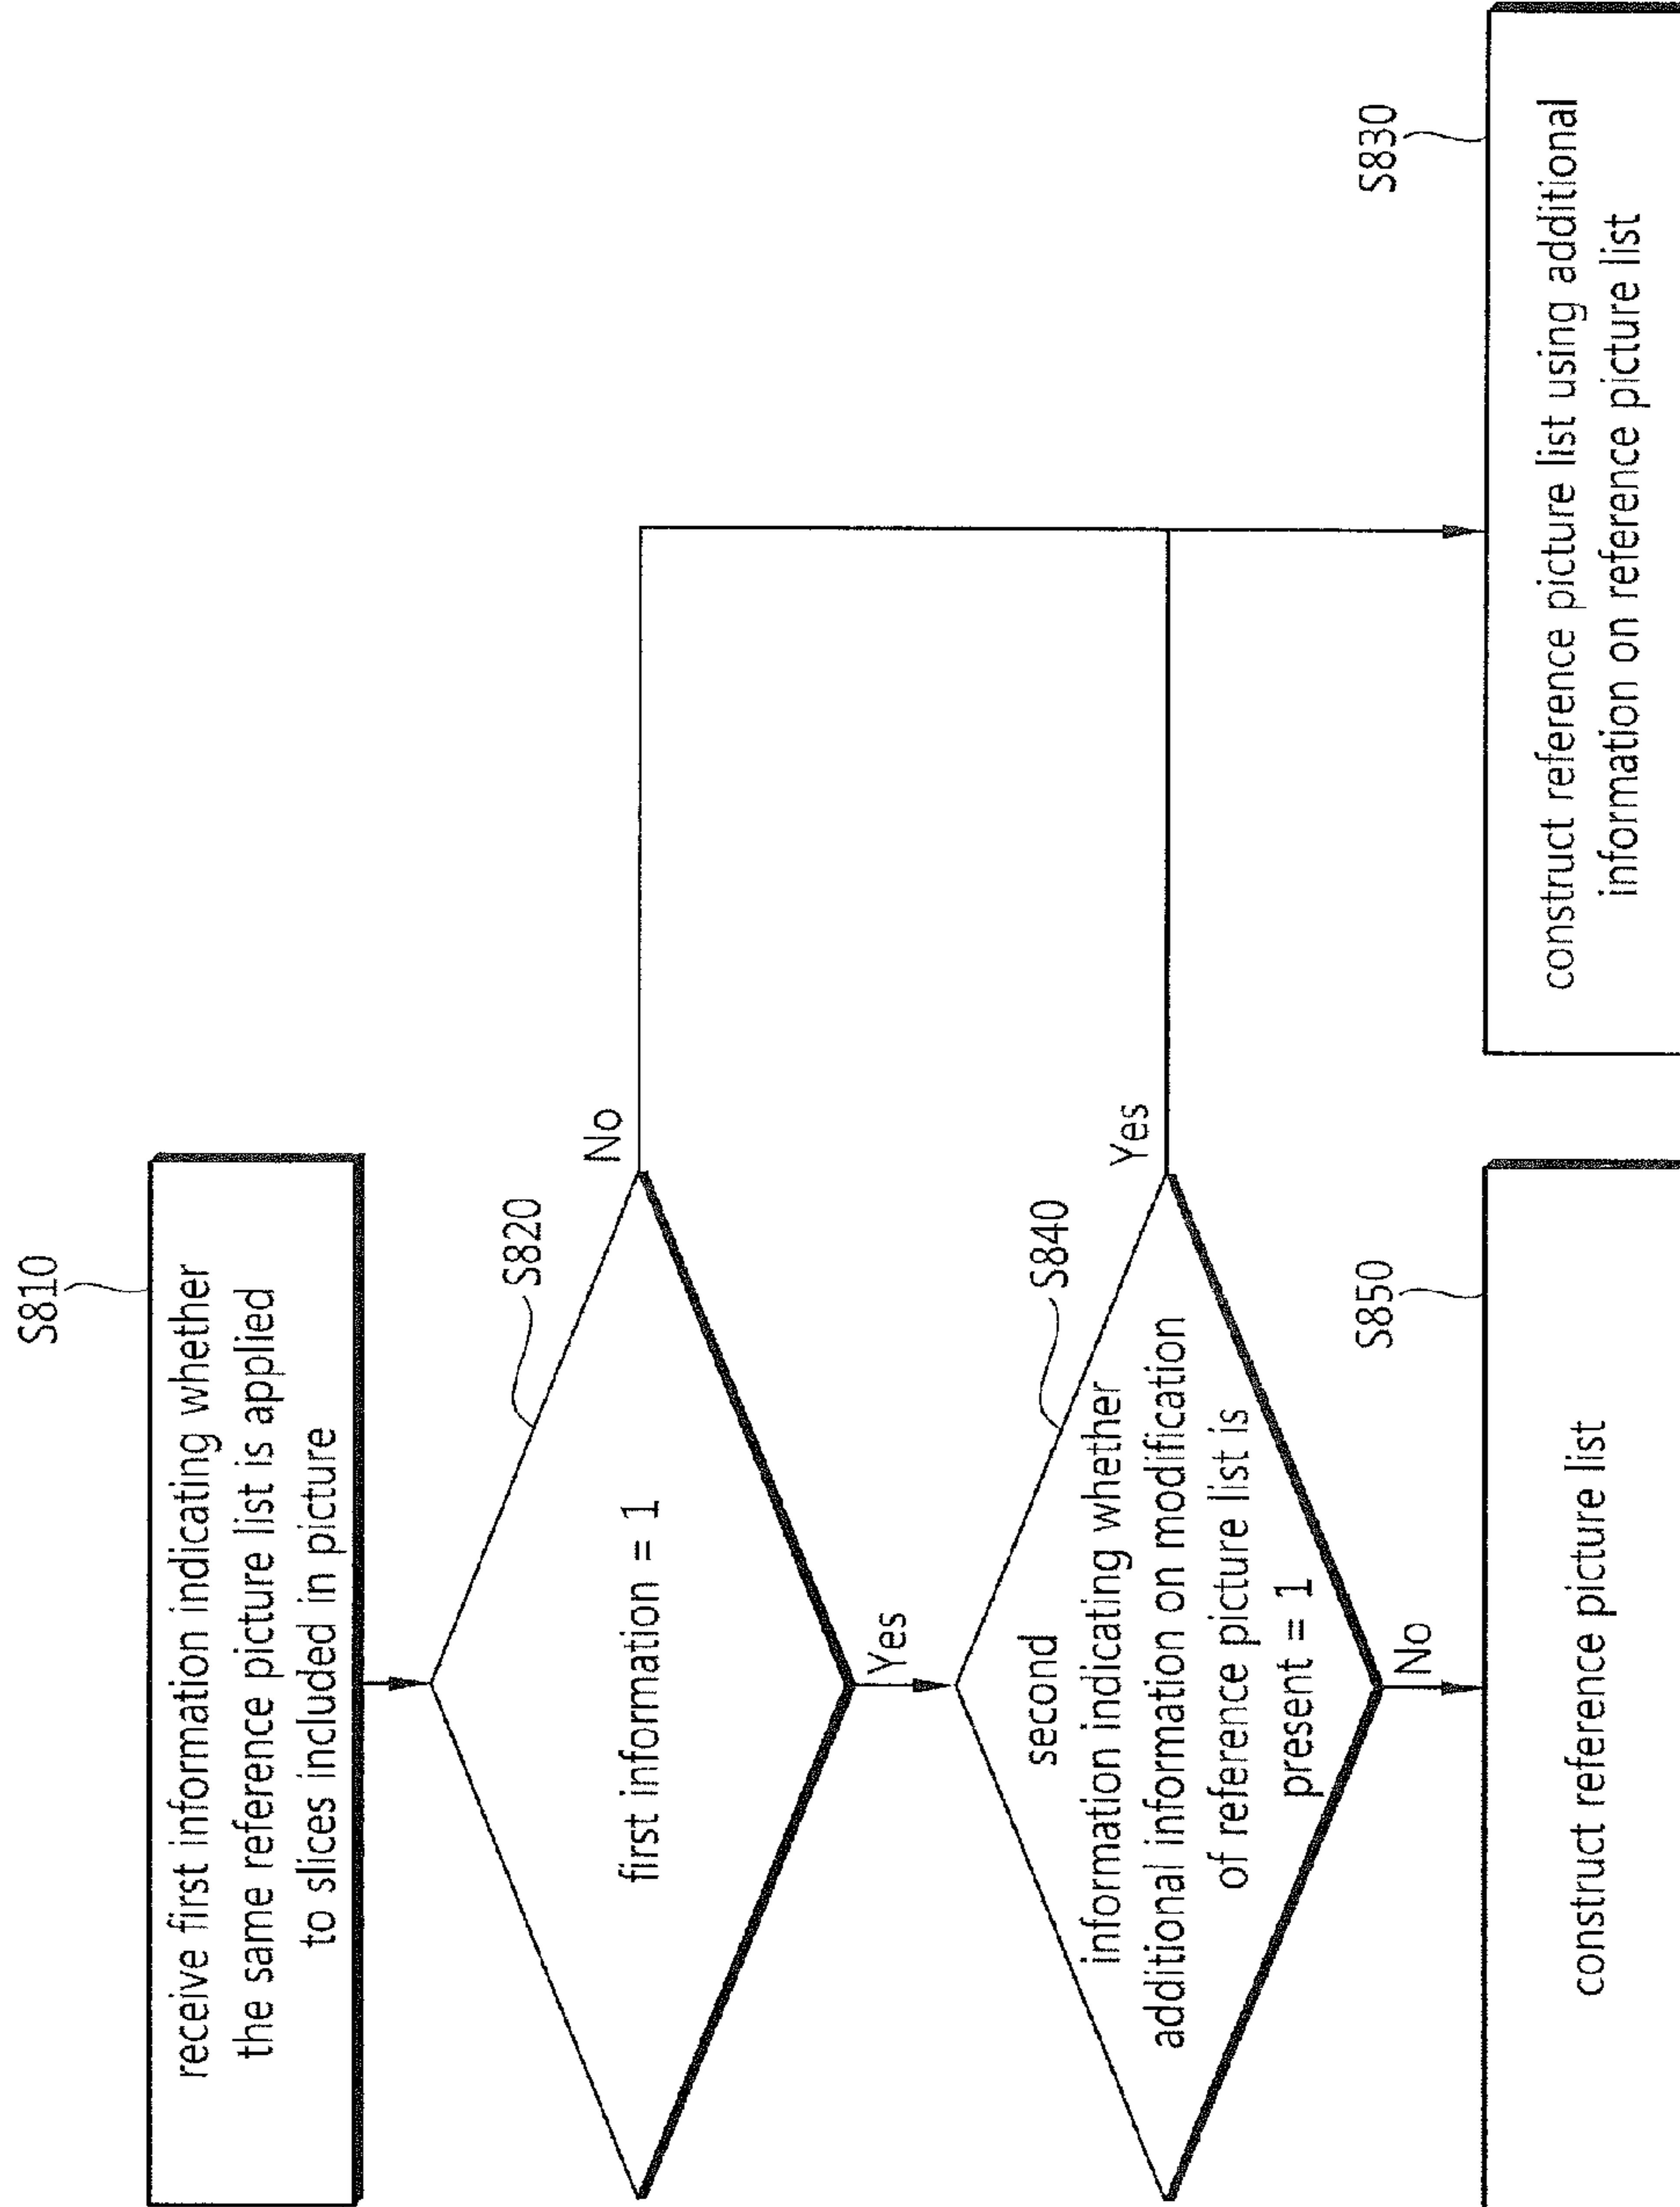 S810
receive first information indicating whether
the same reference picture list is applied
to slices included in picture
S820
first information = 1
No
Yes
S840
second
information indicating whether
additional information on modification
of reference picture list is
present = 1
Yes
No
S850
construct reference picture list
S830
construct reference picture list using additional
information on reference picture list